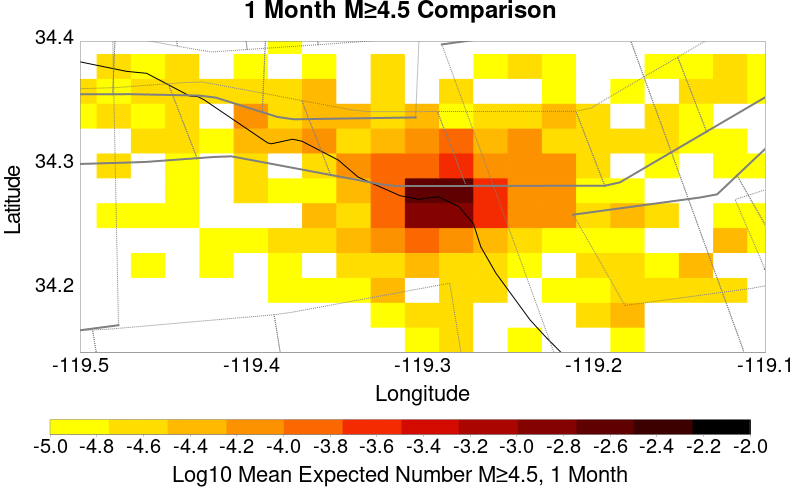 1 Month M≥4.5 Comparison
34.4
34.3
34.2
Latitude
-119.5 -119.4 -119.3 -119.2 -119.1
Longitude
-5.0 -4.8 -4.6 -4.4 -4.2 -4.0 -3.8 -3.6 -3.4 -3.2 -3.0 -2.8 -2.6 -2.4 -2.2 -2.0
Log10 Mean Expected Number M≥4.5, 1 Month